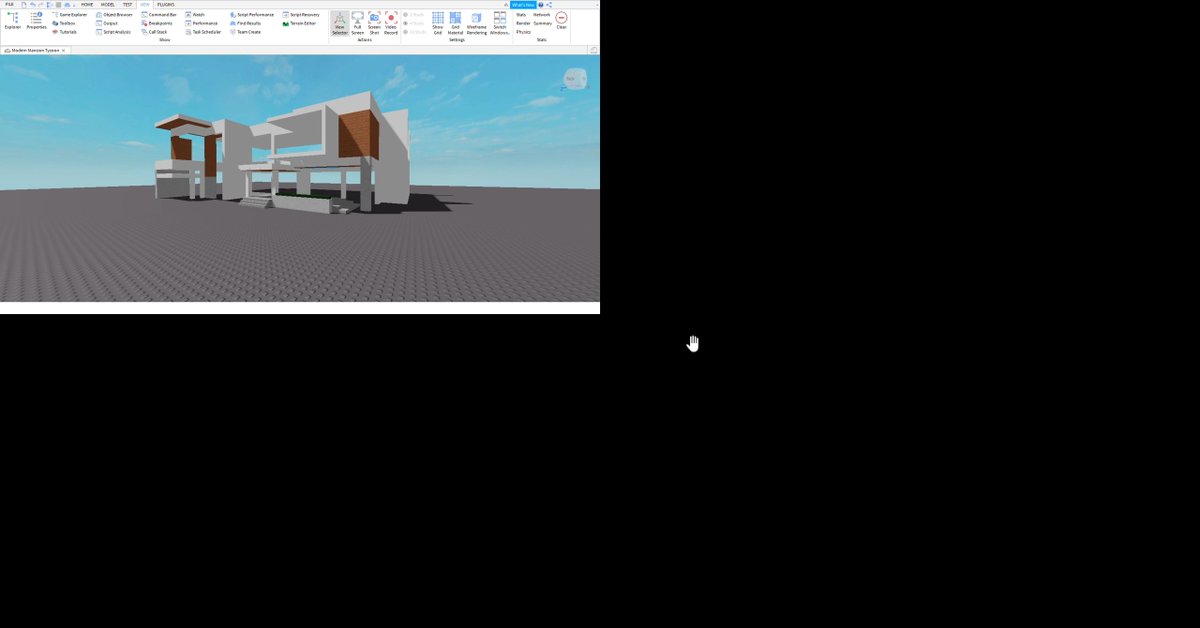 FILE HOME MODEL TEST VIEW PLUGINS What's New
Explorer
Properties
Game Explorer
Toolbox
Tutorials
Object Browser
Output
Script Analysis
Command Bar
Breakpoints
Call Stack
Watch
Performance
Task Scheduler
Script Performance
Find Results
Team Create
Script Recovery
Terrain Editor
Show
View
Selector
Full
Screen
Screen
Shot
Video
Record
Actions
Show
Grid
Grid
Material
Wireframe
Rendering
Switch
Windows
Settings
Stats Network
Render Summary
Physics
Clear
Stats
Modern Mansion Tycoon